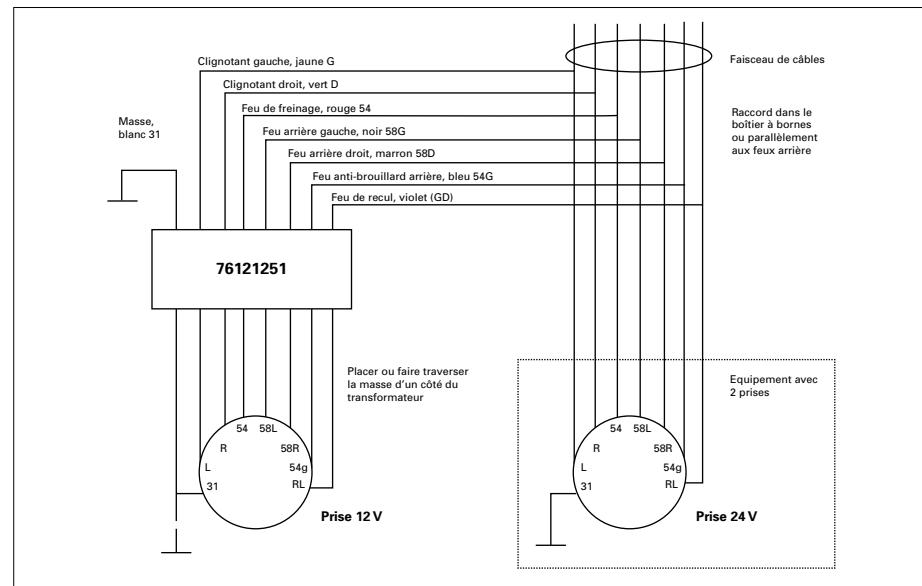 Clignotant gauche, jaune G
Clignotant droit, vert D
Feu de freinage, rouge 54
Feu arrière gauche, noir 58G
Feu arrière droit, marron 58D
Feu anti-brouillard arrière, bleu 54G
Feu de recul, violet (GD)
Masse,
blanc 31
Faisceau de câbles
Raccord dans le
boîtier à bornes
ou parallèlement
aux feux arrière
76121251
Placer ou faire traverser
la masse d'un côté du
transformateur
Equipement avec
2 prises
54
58L
R
58R
L
54g
31
RL
Prise 12 V
54
58L
R
58R
L
54g
31
RL
Prise 24 V